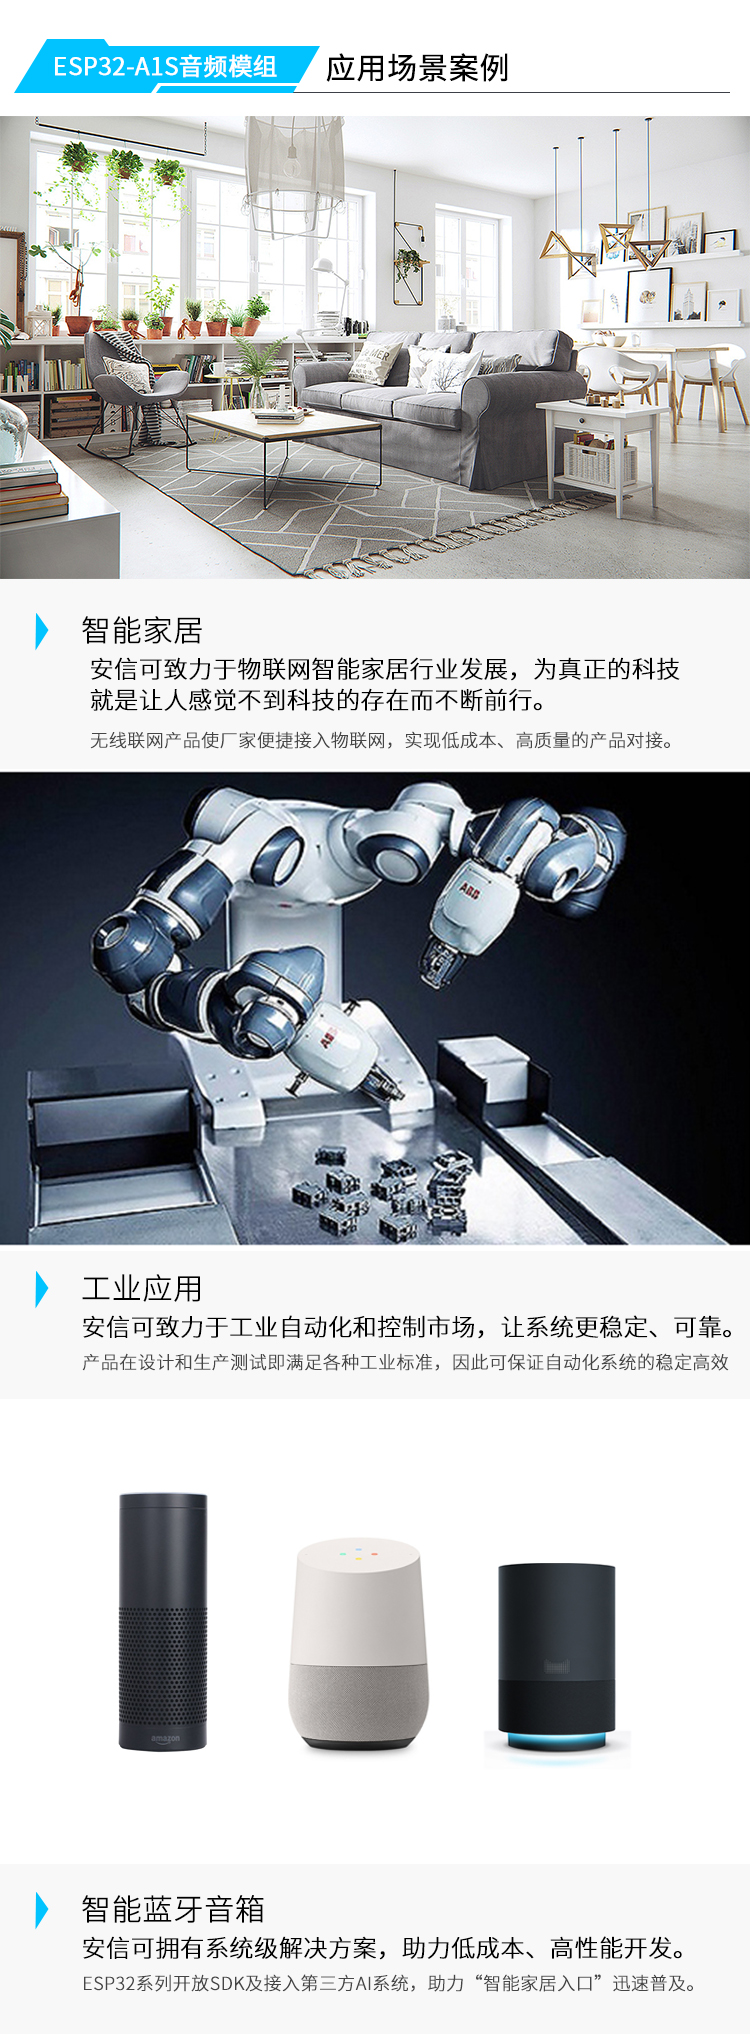 ESP32-A1S音频模组 应用场景案例
智能家居
安信可致力于物联网智能家居行业发展，为真正的科技
就是让人感觉不到科技的存在而不断前行。
无线联网产品使厂家便捷接入物联网，实现低成本、高质量的产品对接。
ABB
ABB
工业应用
安信可致力于工业自动化和控制市场，让系统更稳定、可靠。
产品在设计和生产测试即满足各种工业标准，因此可保证自动化系统的稳定高效
amazon
智能蓝牙音箱
安信可拥有系统级解决方案，助力低成本、高性能开发。
ESP32系列开放SDK及接入第三方AI系统，助力“智能家居入口”迅速普及。